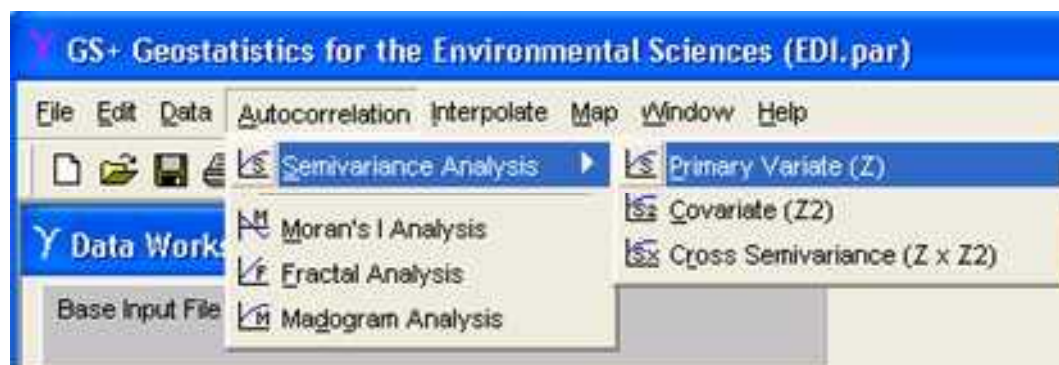 GS+ Geostatistics for the Environmental Sciences (EDI.par)
File Edit Data Autocorrelation Interpolate Map Window Help
Semivariance Analysis
Primary Variate (Z)
Covariate (Z2)
Cross Semivariance (Z x Z2)
Moran's I Analysis
Fractal Analysis
Madogram Analysis
Data Works
Base Input File